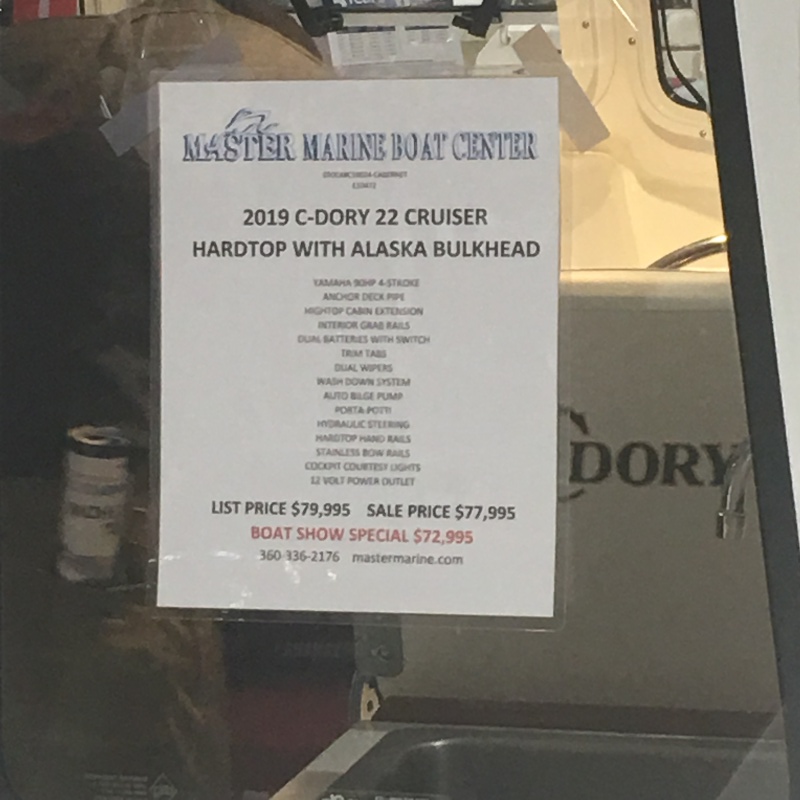 MASTER MARINE BOAT CENTER
2019 C-DORY 22 CRUISER
HARDTOP WITH ALASKA BULKHEAD
YAMAHA 90HP 4-STROKE
ANCHOR DECK PIPE
HIGHTOP CABIN EXTENSION
INTERIOR GRAB RAILS
DUAL BATTERIES WITH SWITCH
TRIM TABS
DUAL WIPERS
WASH DOWN SYSTEM
AUTO BILGE PUMP
PORTA-POTTI
HYDRAULIC STEERING
HARDTOP HAND RAILS
STAINLESS BOW RAILS
COCKPIT COURTESY LIGHTS
12 VOLT POWER OUTLET
LIST PRICE $79,995 SALE PRICE $77,995
BOAT SHOW SPECIAL $72,995
360-336-2176 mastermarine.com
C-DORY